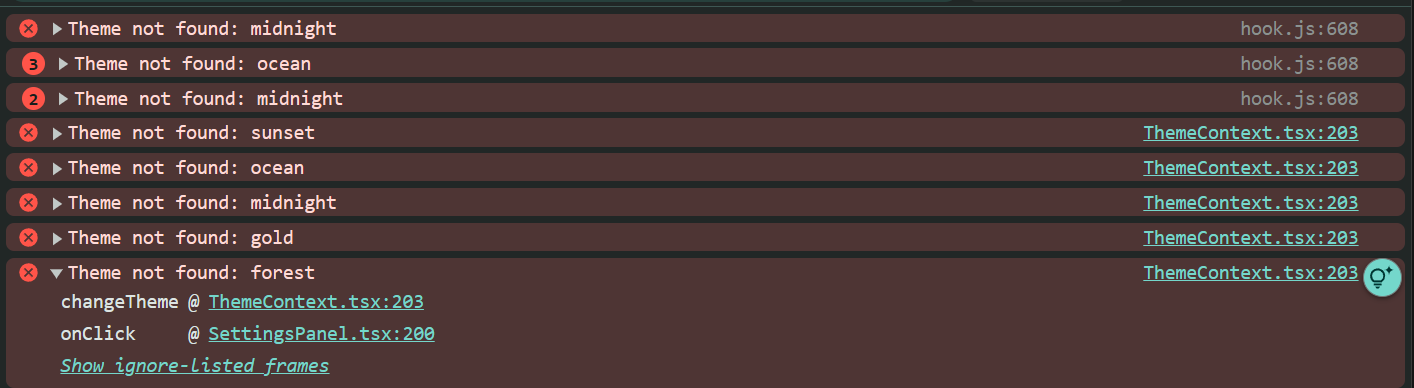 Theme not found: midnight hook.js:608
3 Theme not found: ocean hook.js:608
2 Theme not found: midnight hook.js:608
Theme not found: sunset ThemeContext.tsx:203
Theme not found: ocean ThemeContext.tsx:203
Theme not found: midnight ThemeContext.tsx:203
Theme not found: gold ThemeContext.tsx:203
Theme not found: forest ThemeContext.tsx:203
changeTheme @ ThemeContext.tsx:203
onClick @ SettingsPanel.tsx:200
Show ignore-listed frames